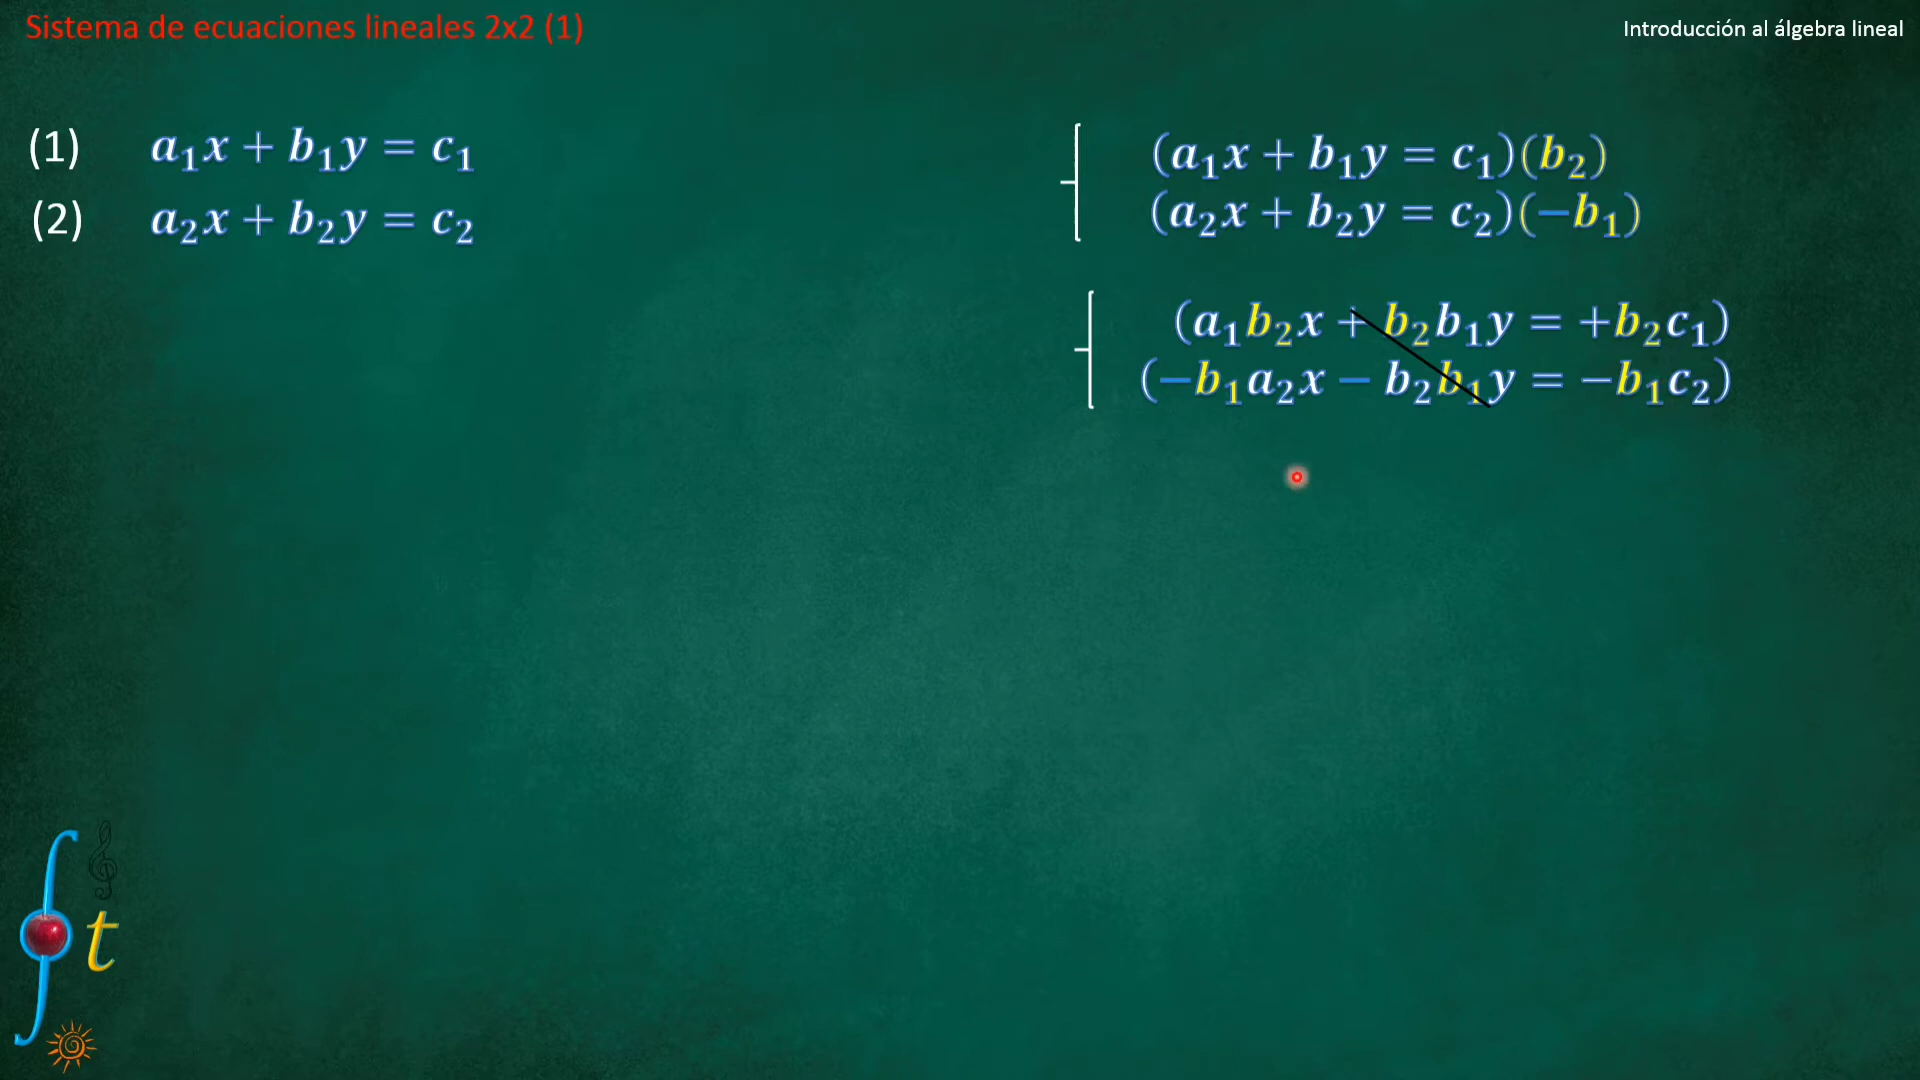 Sistema de ecuaciones lineales 2x2 (1)
Introducción al álgebra lineal
(1) a₁x + b₁y = c₁
(2) a₂x + b₂y = c₂
(a₁x + b₁y = c₁)(b₂)
(a₂x + b₂y = c₂)(−b₁)
(a₁b₂x + b₂b₁y = +b₂c₁)
(−b₁a₂x − b₂b₁y = −b₁c₂)
t